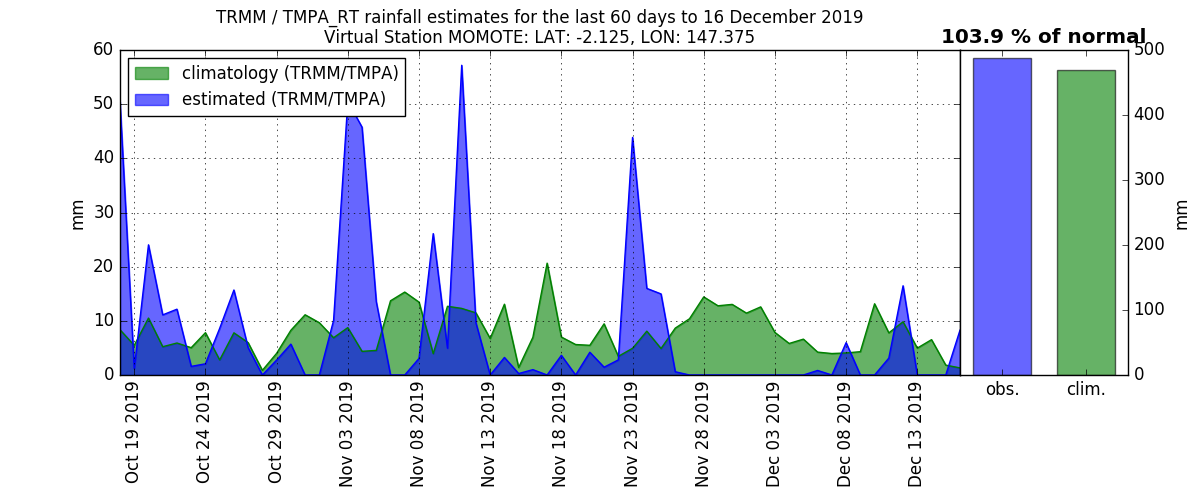 TRMM / TMPA_RT rainfall estimates for the last 60 days to 16 December 2019
Virtual Station MOMOTE: LAT: -2.125, LON: 147.375
103.9 % of normal
climatology (TRMM/TMPA)
estimated (TRMM/TMPA)
mm
60
50
40
30
20
10
0
Oct 19 2019
Oct 24 2019
Oct 29 2019
Nov 03 2019
Nov 08 2019
Nov 13 2019
Nov 18 2019
Nov 23 2019
Nov 28 2019
Dec 03 2019
Dec 08 2019
Dec 13 2019
obs.
clim.
500
400
300
200
100
0
mm